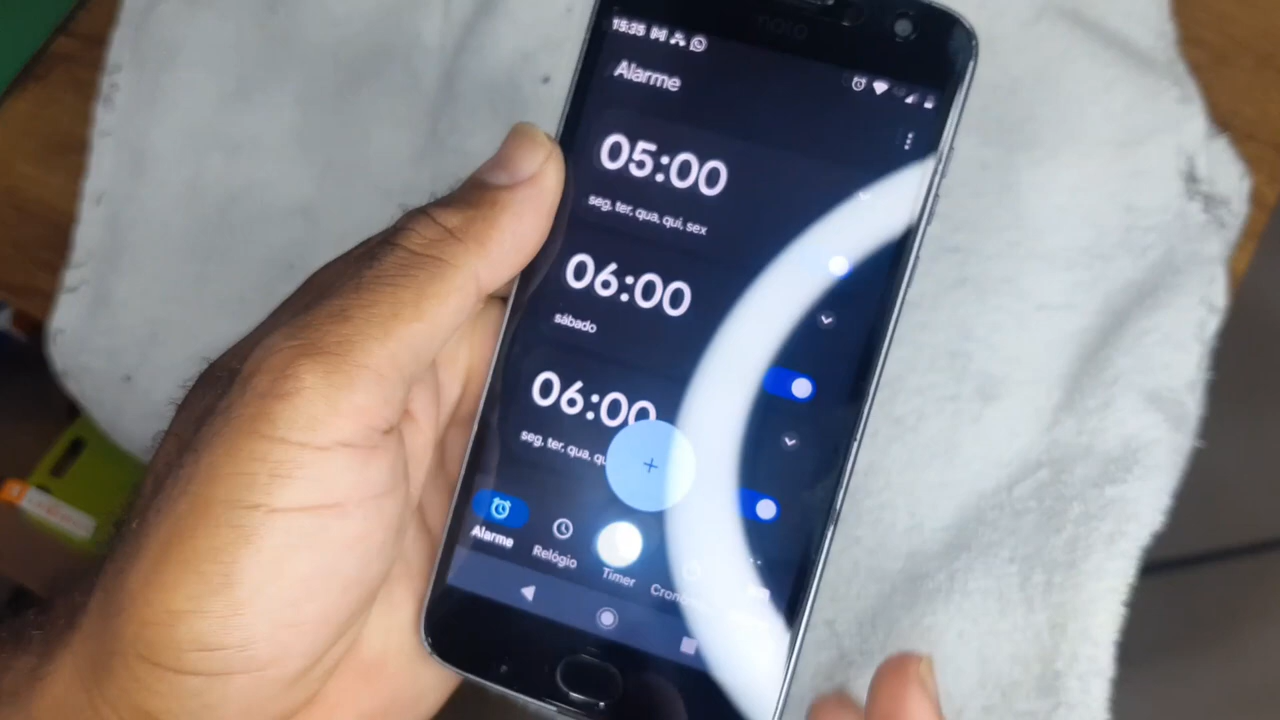 15:35
Alarme
05:00
seg, ter, qua, qui, sex
06:00
sábado
06:00
seg, ter, qua,
Alarme
Relógio
Timer